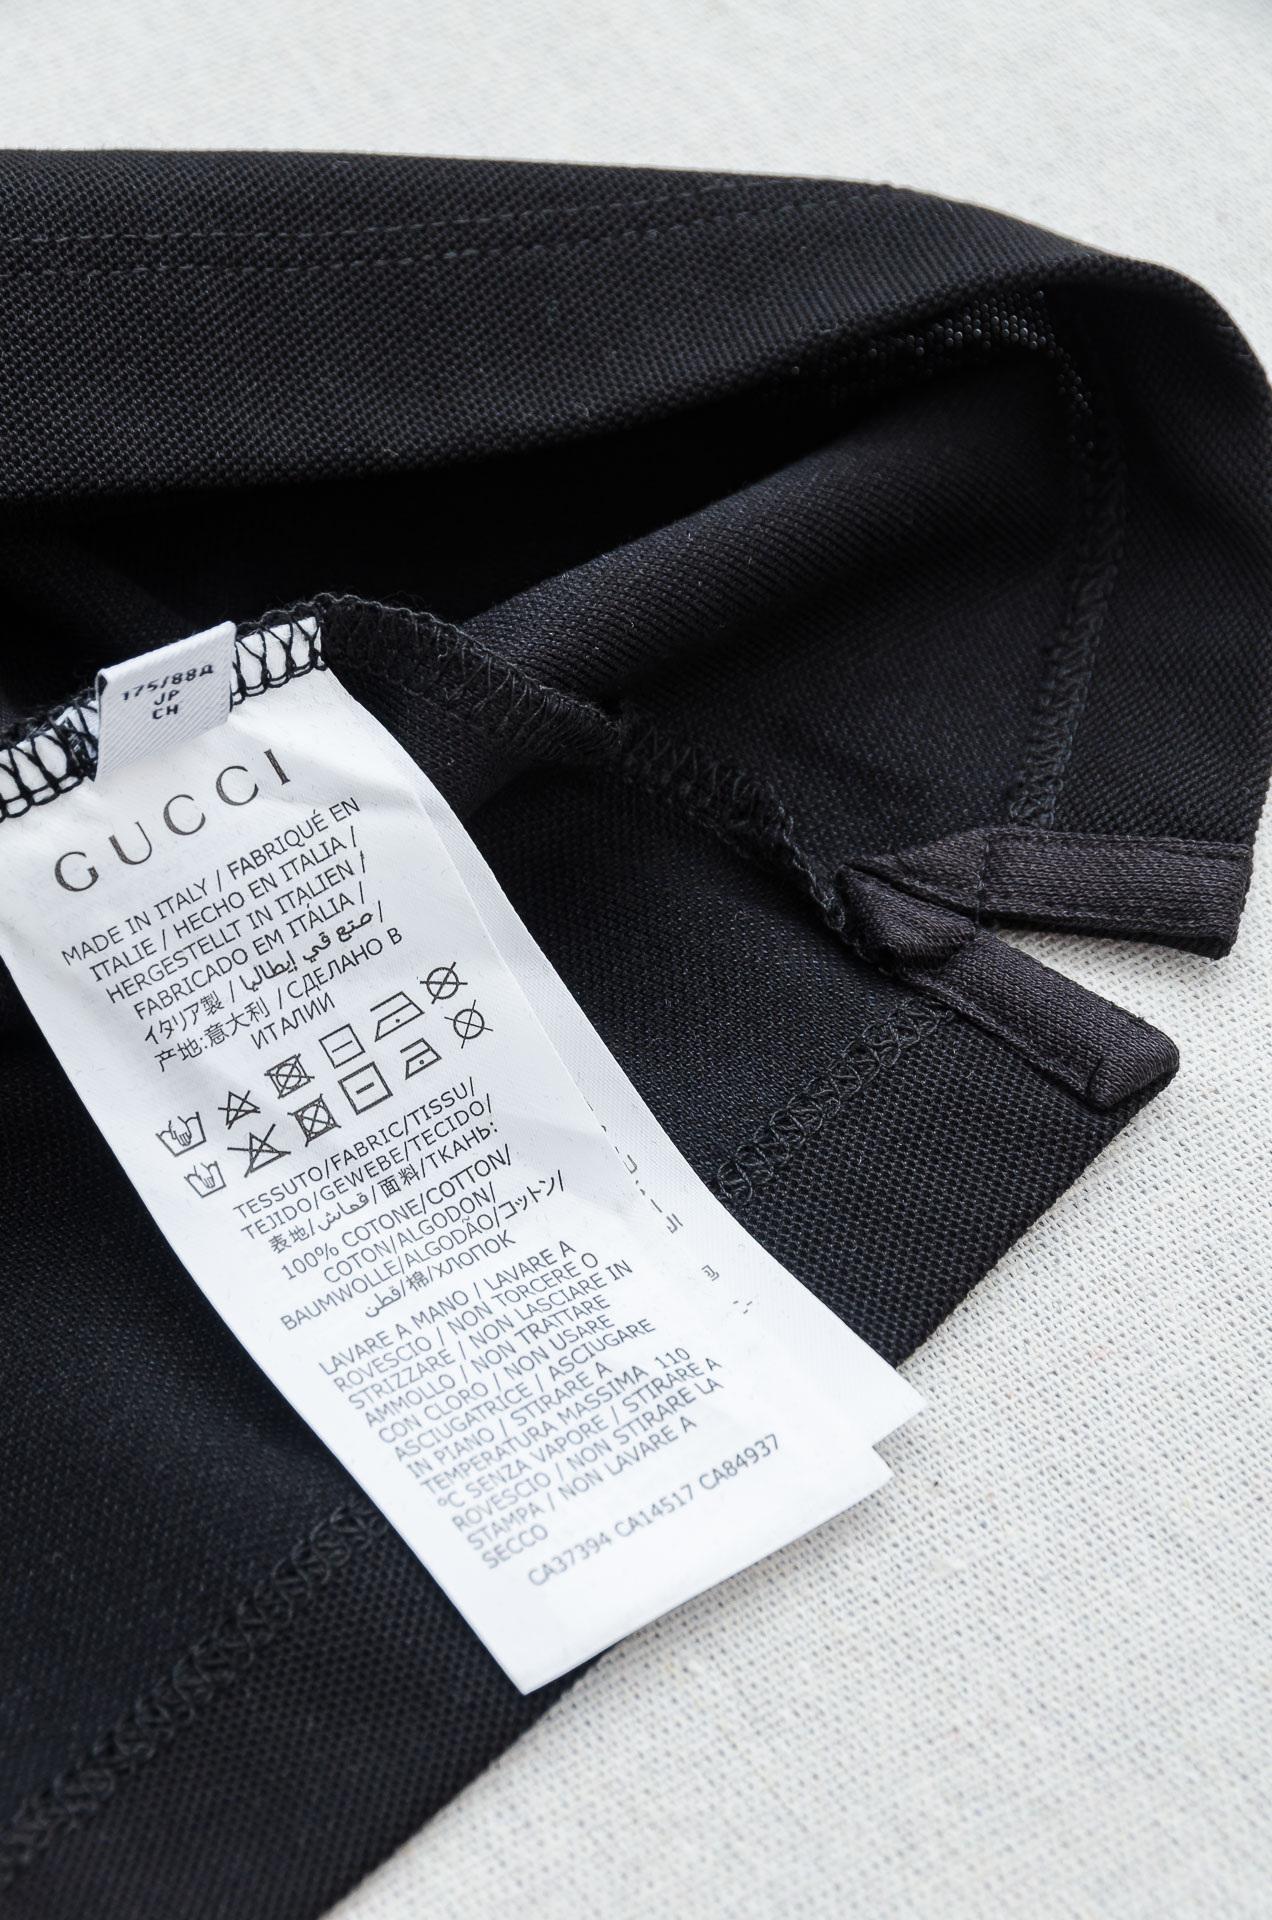 175/88A
JP
CH
GUCCI
MADE IN ITALY / FABRIQUÉ EN
ITALIE / HECHO EN ITALIA /
HERGESTELLT IN ITALIEN /
FABRICADO EM ITÁLIA /
イタリア製 / صنع في إيطاليا /
产地:意大利 / СДЕЛАНО В
ИТАЛИИ
TESSUTO/FABRIC/TISSU/
TEJIDO/GEWEBE/TECIDO/
表地/قماش/面料/ТКАНЬ:
100% COTONE/COTTON/
COTON/ALGODON/
BAUMWOLLE/ALGODÃO/コットン/
قطن/棉/ХЛОПОК
LAVARE A MANO / LAVARE A
ROVESCIO / NON TORCERE O
STRIZZARE / NON LASCIARE IN
AMMOLLO / NON TRATTARE
CON CLORO / NON USARE
ASCIUGATRICE / ASCIUGARE
IN PIANO / STIRARE A
TEMPERATURA MASSIMA 110
°C SENZA VAPORE / STIRARE A
ROVESCIO / NON STIRARE LA
STAMPA / NON LAVARE A
SECCO
CA37394 CA14517 CA84937